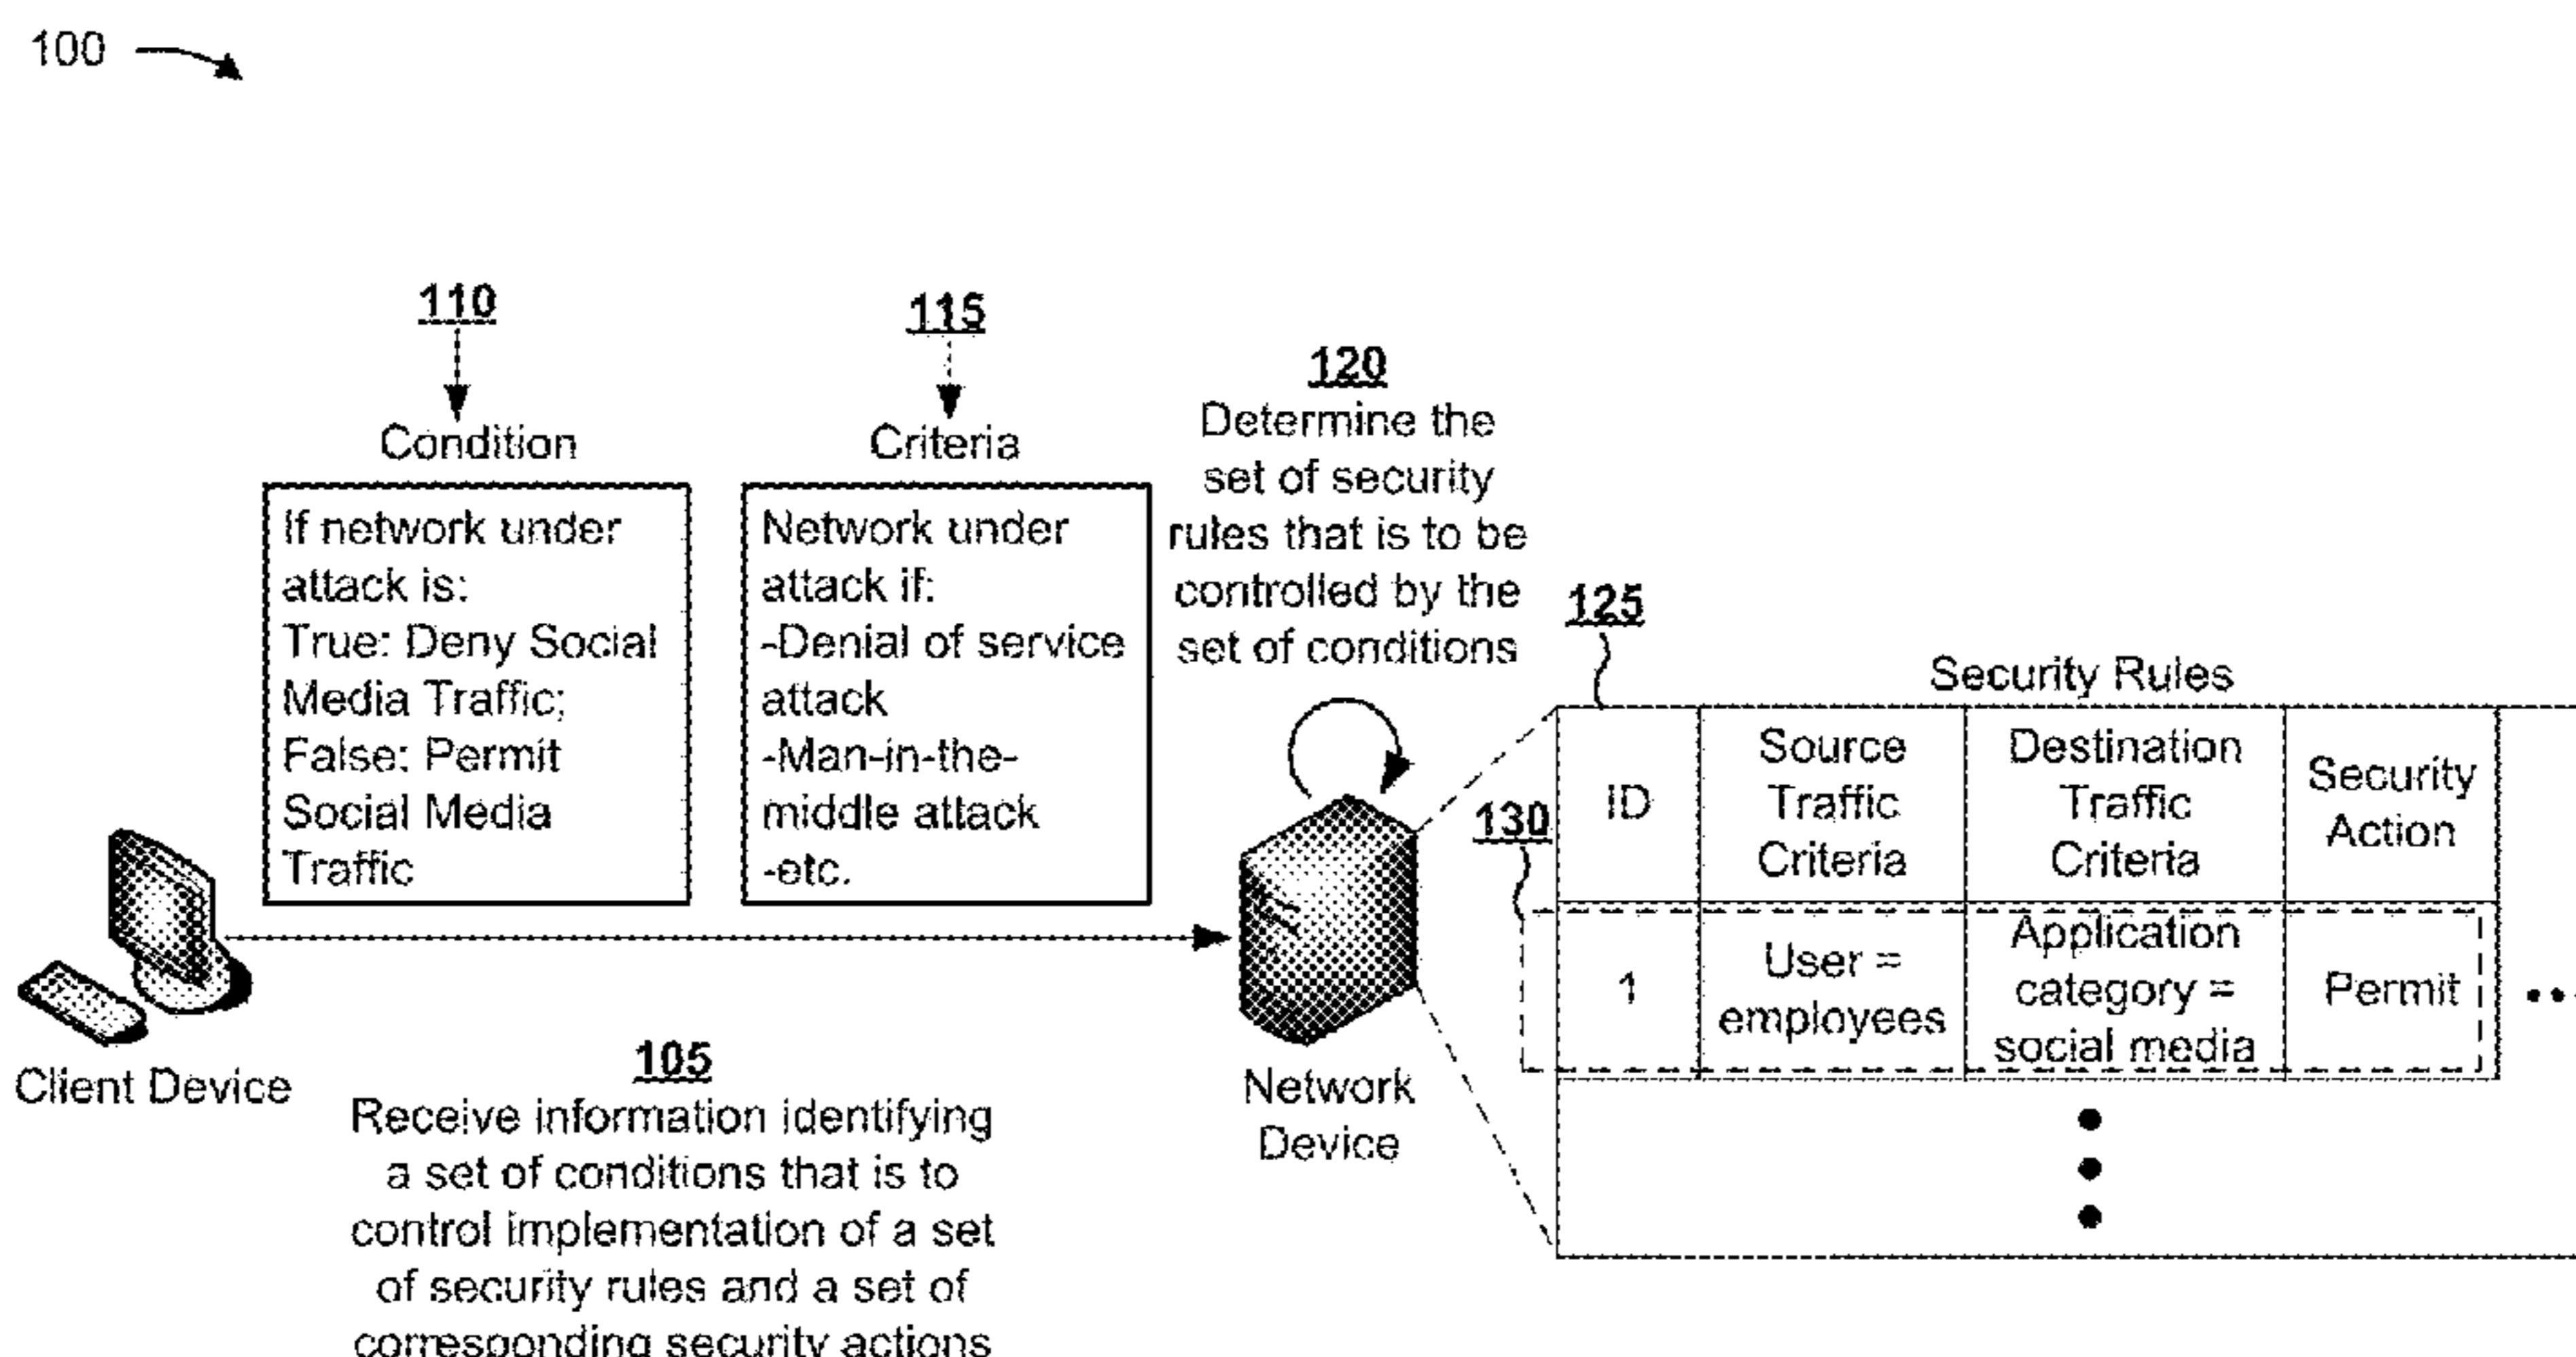 100
110
Condition
If network under
attack is:
True: Deny Social
Media Traffic;
False: Permit
Social Media
Traffic
115
Criteria
Network under
attack if:
-Denial of service
attack
-Man-in-the-
middle attack
-etc.
120
Determine the
set of security
rules that is to be
controlled by the
set of conditions
Client Device
105
Receive information identifying
a set of conditions that is to
control implementation of a set
of security rules and a set of
corresponding security actions
Network
Device
125
130
Security Rules
ID
Source
Traffic
Criteria
Destination
Traffic
Criteria
Security
Action
1
User =
employees
Application
category =
social media
Permit